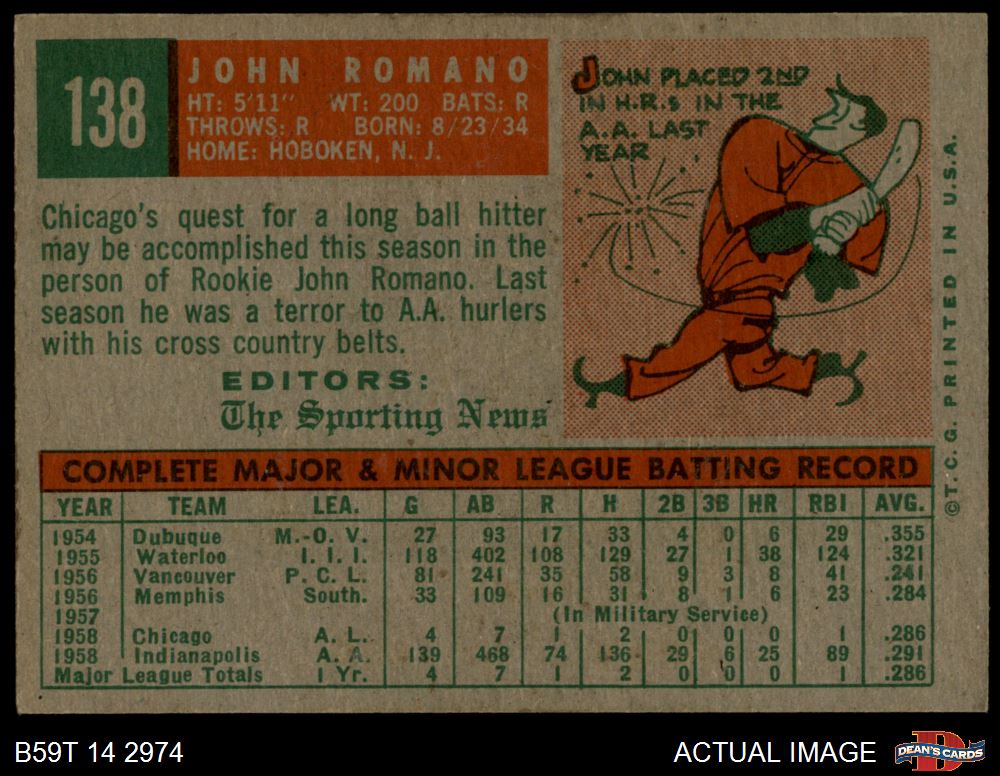 138
JOHN ROMANO
HT: 5'11" WT: 200 BATS: R
THROWS: R BORN: 8/23/34
HOME: HOBOKEN, N. J.
Chicago's quest for a long ball hitter
may be accomplished this season in the
person of Rookie John Romano. Last
season he was a terror to A.A. hurlers
with his cross country belts.
EDITORS:
The Sporting News
JOHN PLACED 2ND
IN H.R.s IN THE
A.A. LAST
YEAR
©T. C. G. PRINTED IN U.S.A.
COMPLETE MAJOR & MINOR LEAGUE BATTING RECORD
YEAR TEAM LEA. G AB R H 2B 3B HR RBI AVG.
1954 Dubuque M.-O. V. 27 93 17 33 4 0 6 29 .355
1955 Waterloo I. I. I. 118 402 108 129 27 1 38 124 .321
1956 Vancouver P. C. L. 81 241 35 58 9 3 8 41 .241
1956 Memphis South. 33 109 16 31 8 1 6 23 .284
1957 (In Military Service)
1958 Chicago A. L. 4 7 1 2 0 0 0 1 .286
1958 Indianapolis A. A. 139 468 74 136 29 6 25 89 .291
Major League Totals 1 Yr. 4 7 1 2 0 0 0 1 .286
B59T 14 2974
ACTUAL IMAGE
D
DEAN'S CARDS